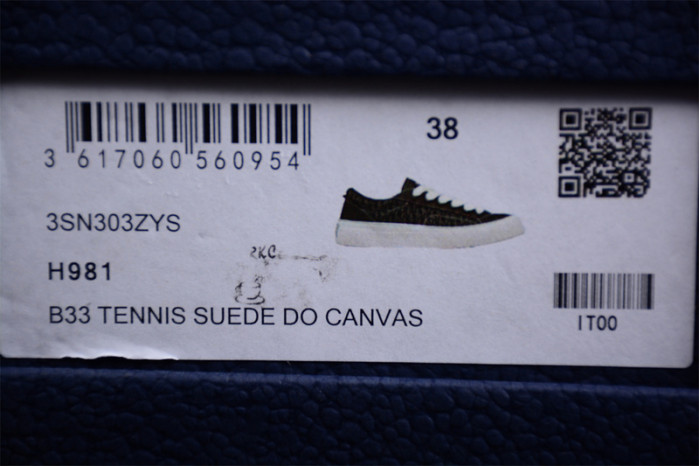 38
3 617060 560954
3SN303ZYS
H981
B33 TENNIS SUEDE DO CANVAS
IT00